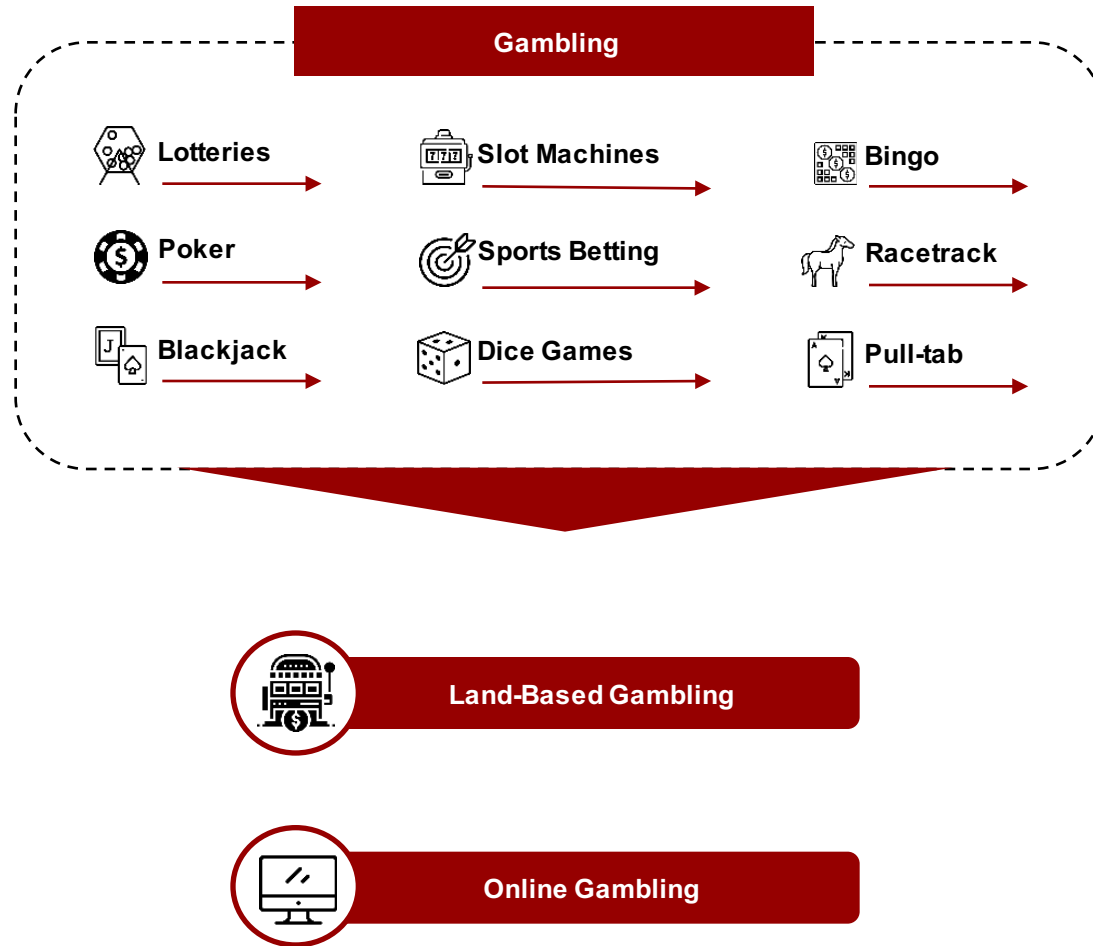 Gambling
Lotteries
Slot Machines
Bingo
Poker
Sports Betting
Racetrack
Blackjack
Dice Games
Pull-tab
Land-Based Gambling
Online Gambling